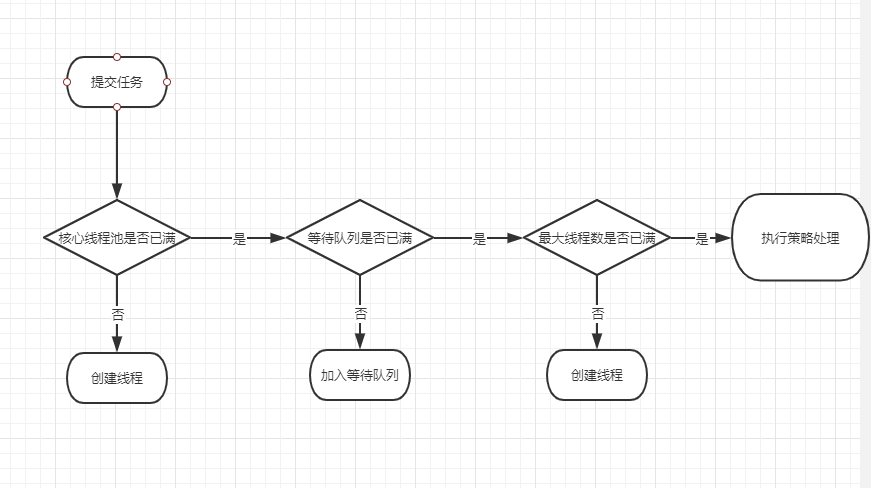 提交任务
核心线程池是否已满
是
等待队列是否已满
是
最大线程数是否已满
是
执行策略处理
否
否
否
创建线程
加入等待队列
创建线程